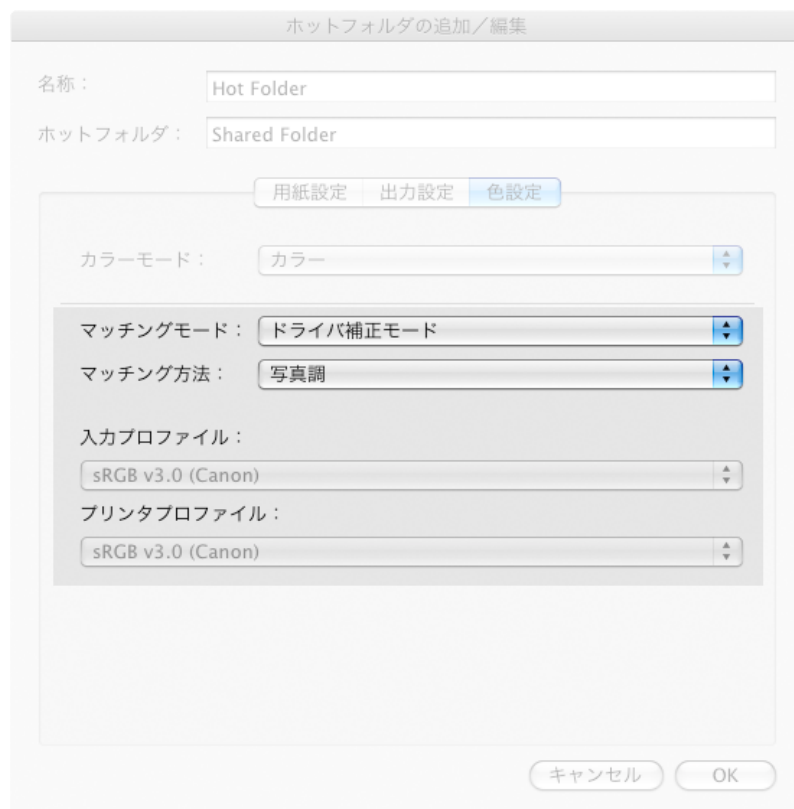 ホットフォルダの追加／編集
名称： Hot Folder
ホットフォルダ： Shared Folder
用紙設定 出力設定 色設定
カラーモード： カラー
マッチングモード： ドライバ補正モード
マッチング方法： 写真調
入力プロファイル：
sRGB v3.0 (Canon)
プリンタプロファイル：
sRGB v3.0 (Canon)
キャンセル OK